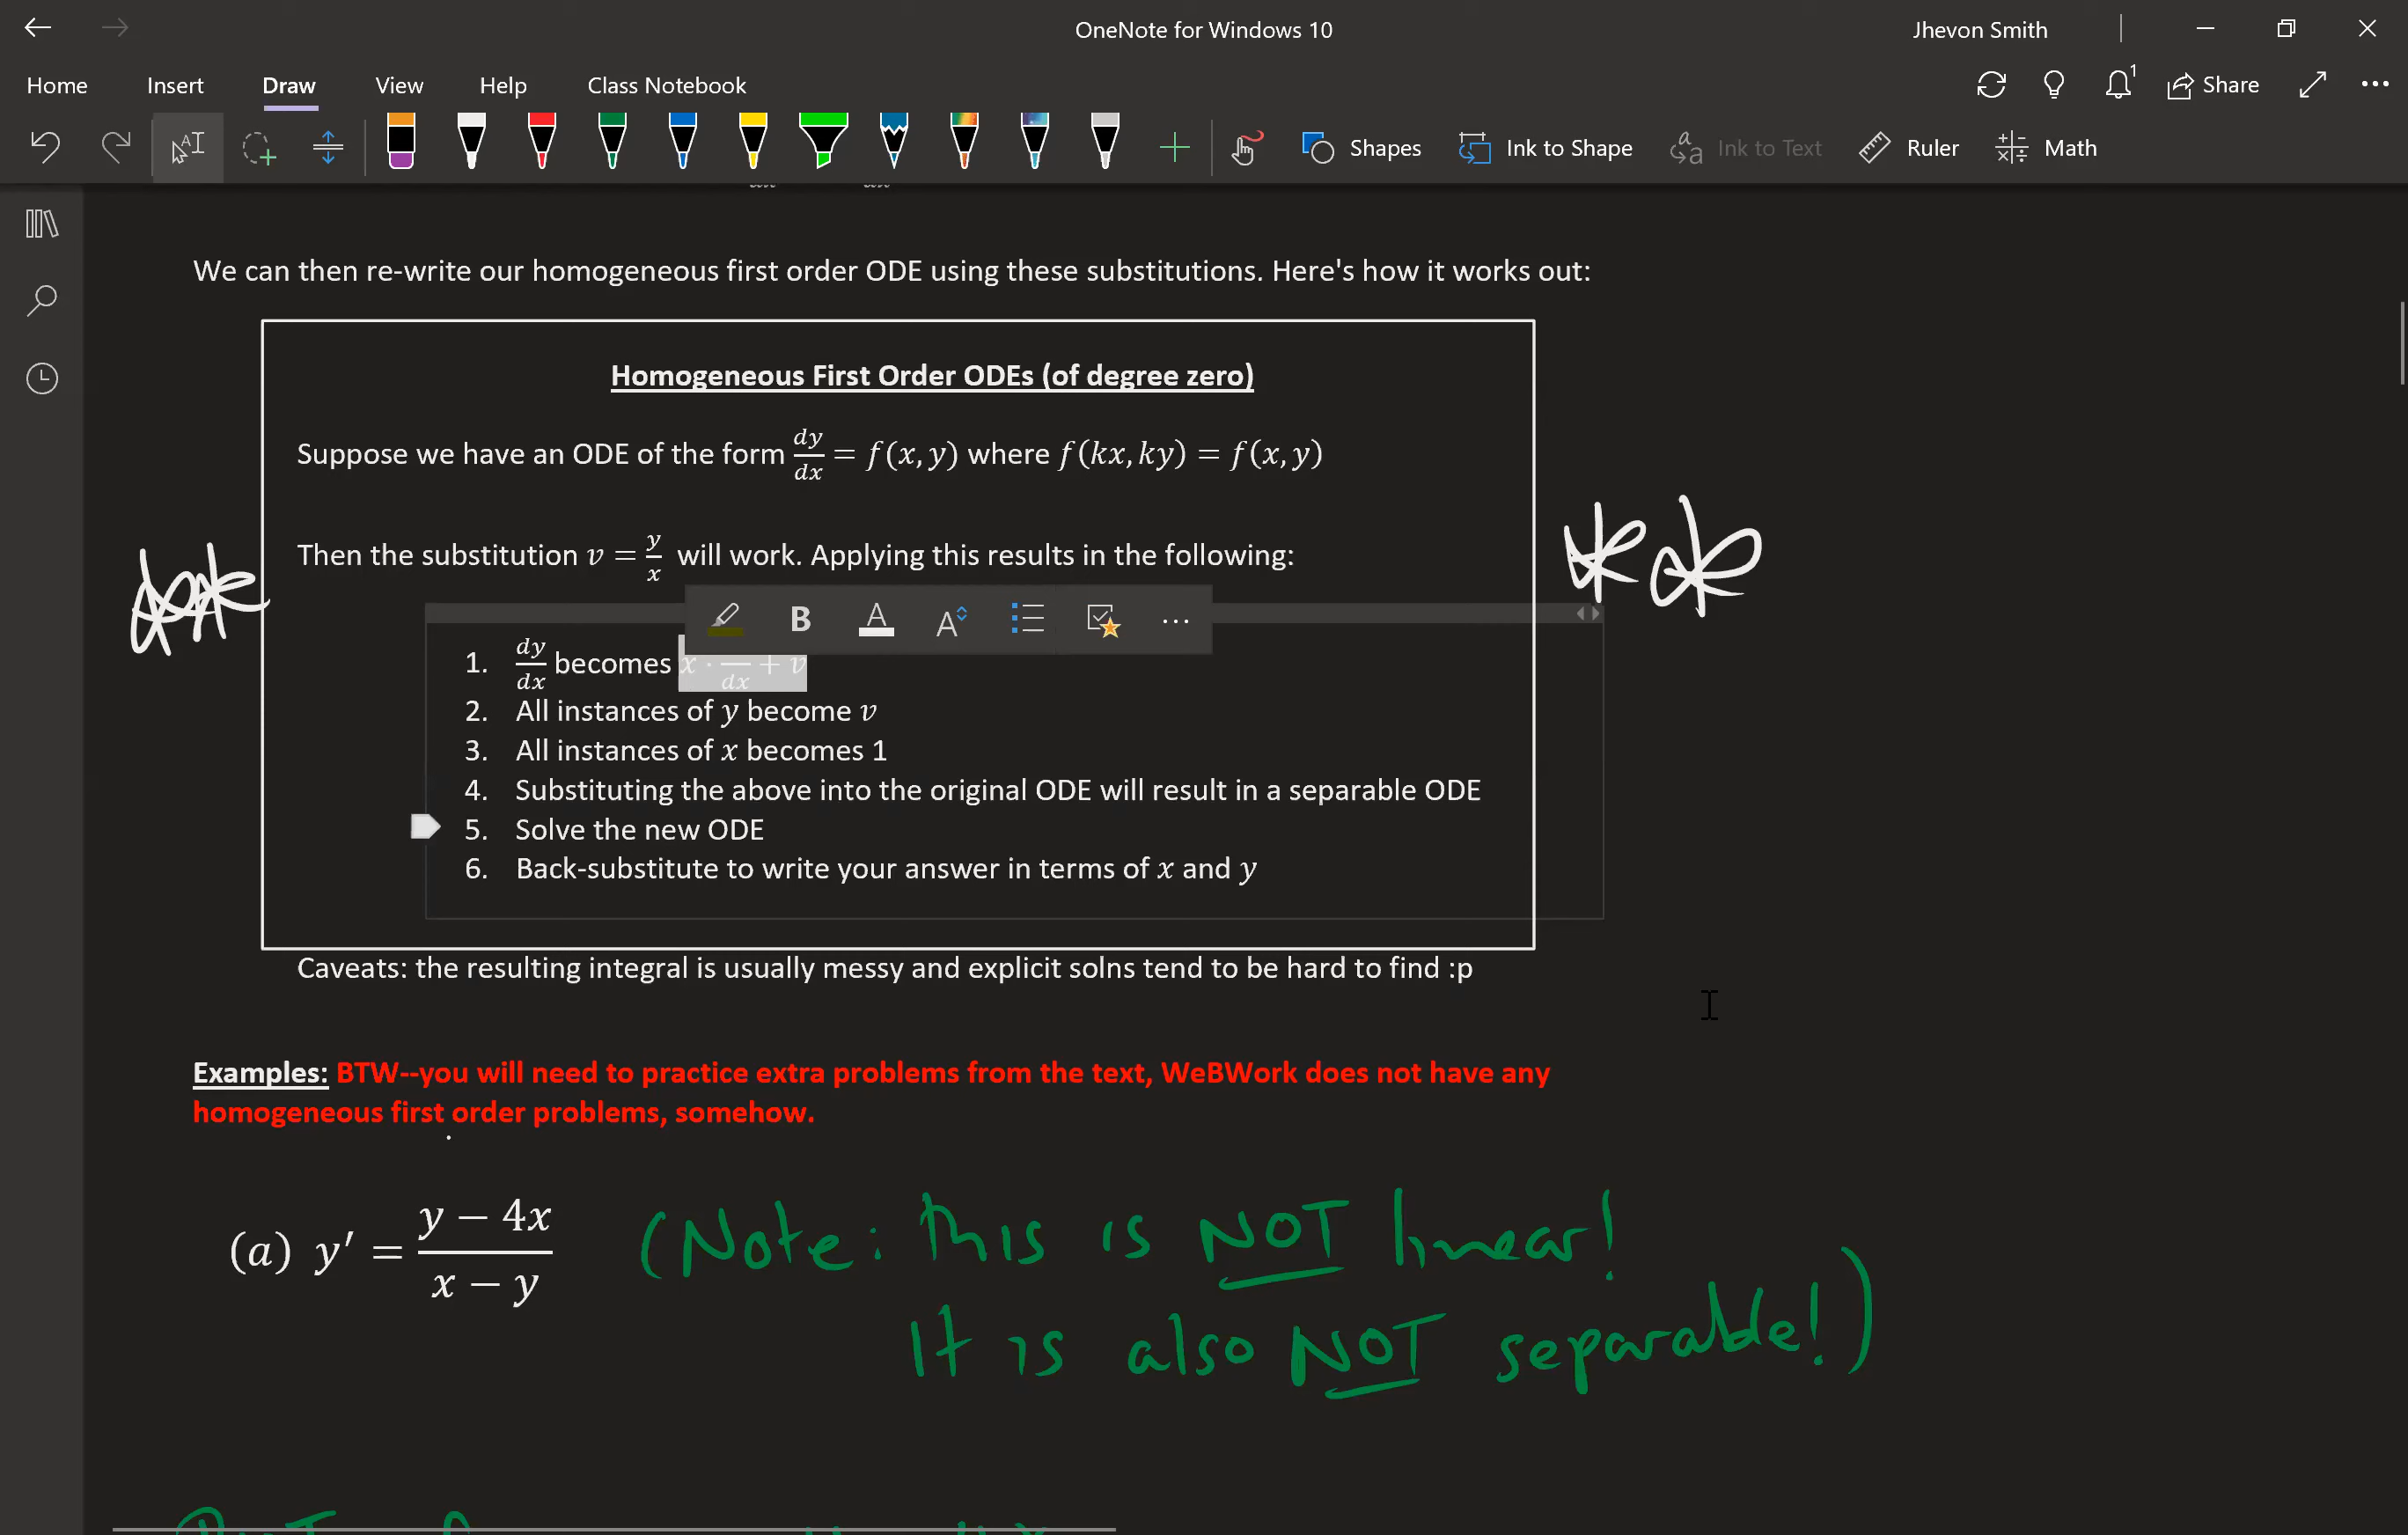 OneNote for Windows 10
Jhevon Smith
Home Insert Draw View Help Class Notebook
1 Share
Shapes Ink to Shape Ink to Text Ruler Math
We can then re-write our homogeneous first order ODE using these substitutions. Here's how it works out:
Homogeneous First Order ODEs (of degree zero)
Suppose we have an ODE of the form dy/dx = f(x, y) where f(kx, ky) = f(x, y)
Then the substitution v = y/x will work. Applying this results in the following:
B A A
1. dy/dx becomes x · /dx + v
2. All instances of y become v
3. All instances of x becomes 1
4. Substituting the above into the original ODE will result in a separable ODE
5. Solve the new ODE
6. Back-substitute to write your answer in terms of x and y
Caveats: the resulting integral is usually messy and explicit solns tend to be hard to find :p
Examples: BTW--you will need to practice extra problems from the text, WeBWork does not have any
homogeneous first order problems, somehow.
(a) y′ = (y − 4x)/(x − y) (Note: this is NOT linear!
It is also NOT separable!)